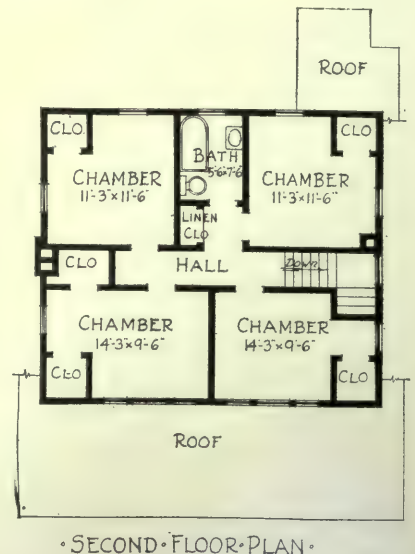 ROOF
CLO.
CLO.
BATH
5'-6"x7'-6"
CHAMBER
11'-3"x11'-6"
CHAMBER
11'-3"x11'-6"
LINEN
CLO
CLO
HALL
DOWN
CHAMBER
14'-3"x9'-6"
CHAMBER
14'-3"x9'-6"
CLO
CLO
ROOF
·SECOND·FLOOR·PLAN·